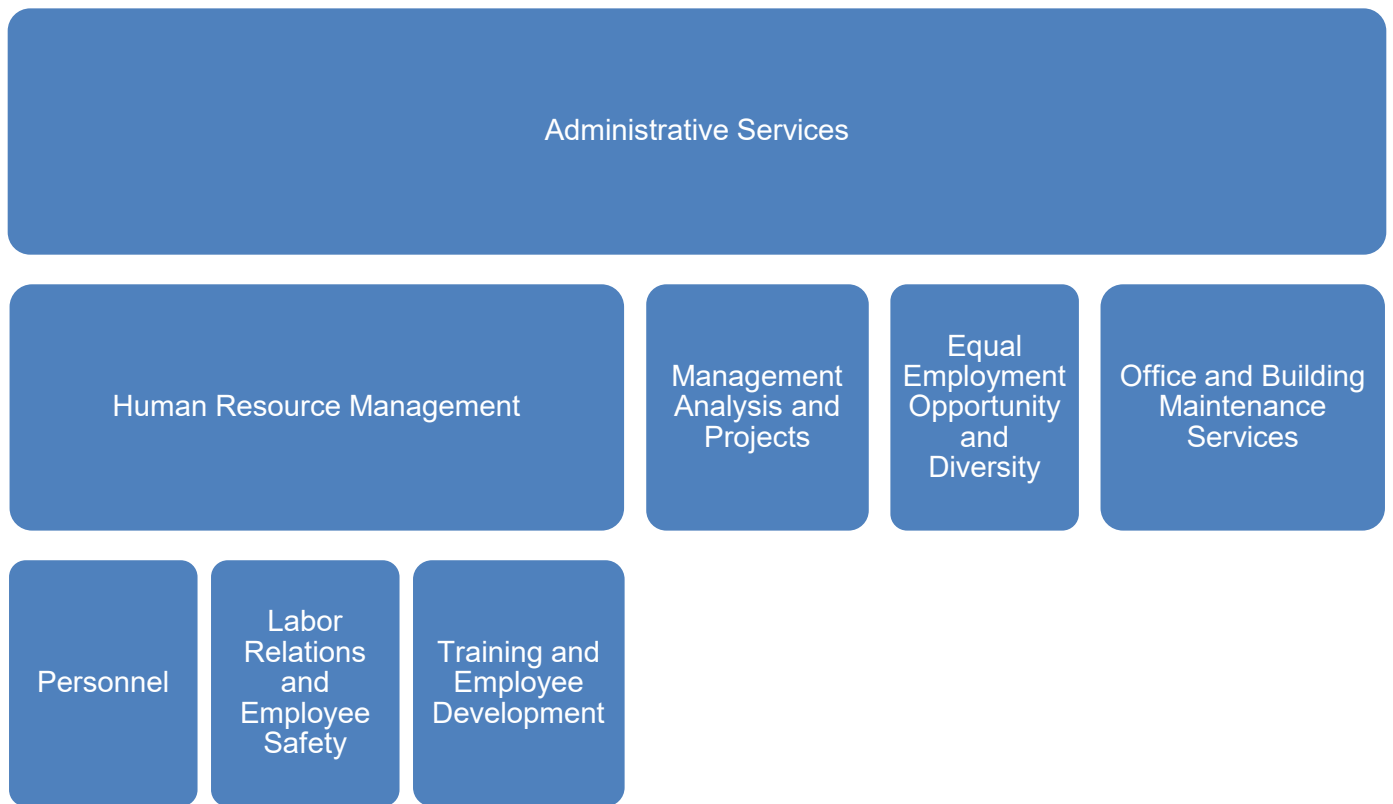 Administrative Services
Human Resource Management
Management
Analysis and
Projects
Equal
Employment
Opportunity
and
Diversity
Office and Building
Maintenance
Services
Personnel
Labor
Relations
and
Employee
Safety
Training and
Employee
Development